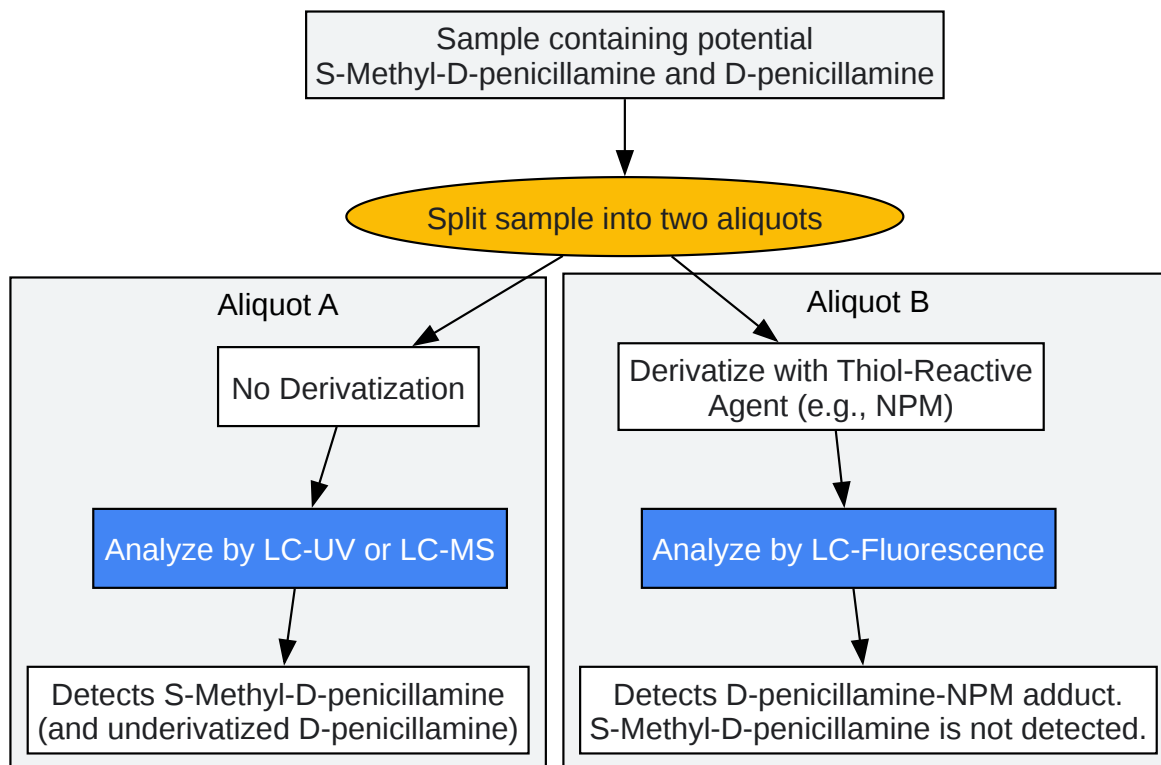 Sample containing potential
S-Methyl-D-penicillamine and D-penicillamine
Split sample into two aliquots
Aliquot A
No Derivatization
Analyze by LC-UV or LC-MS
Detects S-Methyl-D-penicillamine
(and underivatized D-penicillamine)
Aliquot B
Derivatize with Thiol-Reactive
Agent (e.g., NPM)
Analyze by LC-Fluorescence
Detects D-penicillamine-NPM adduct.
S-Methyl-D-penicillamine is not detected.